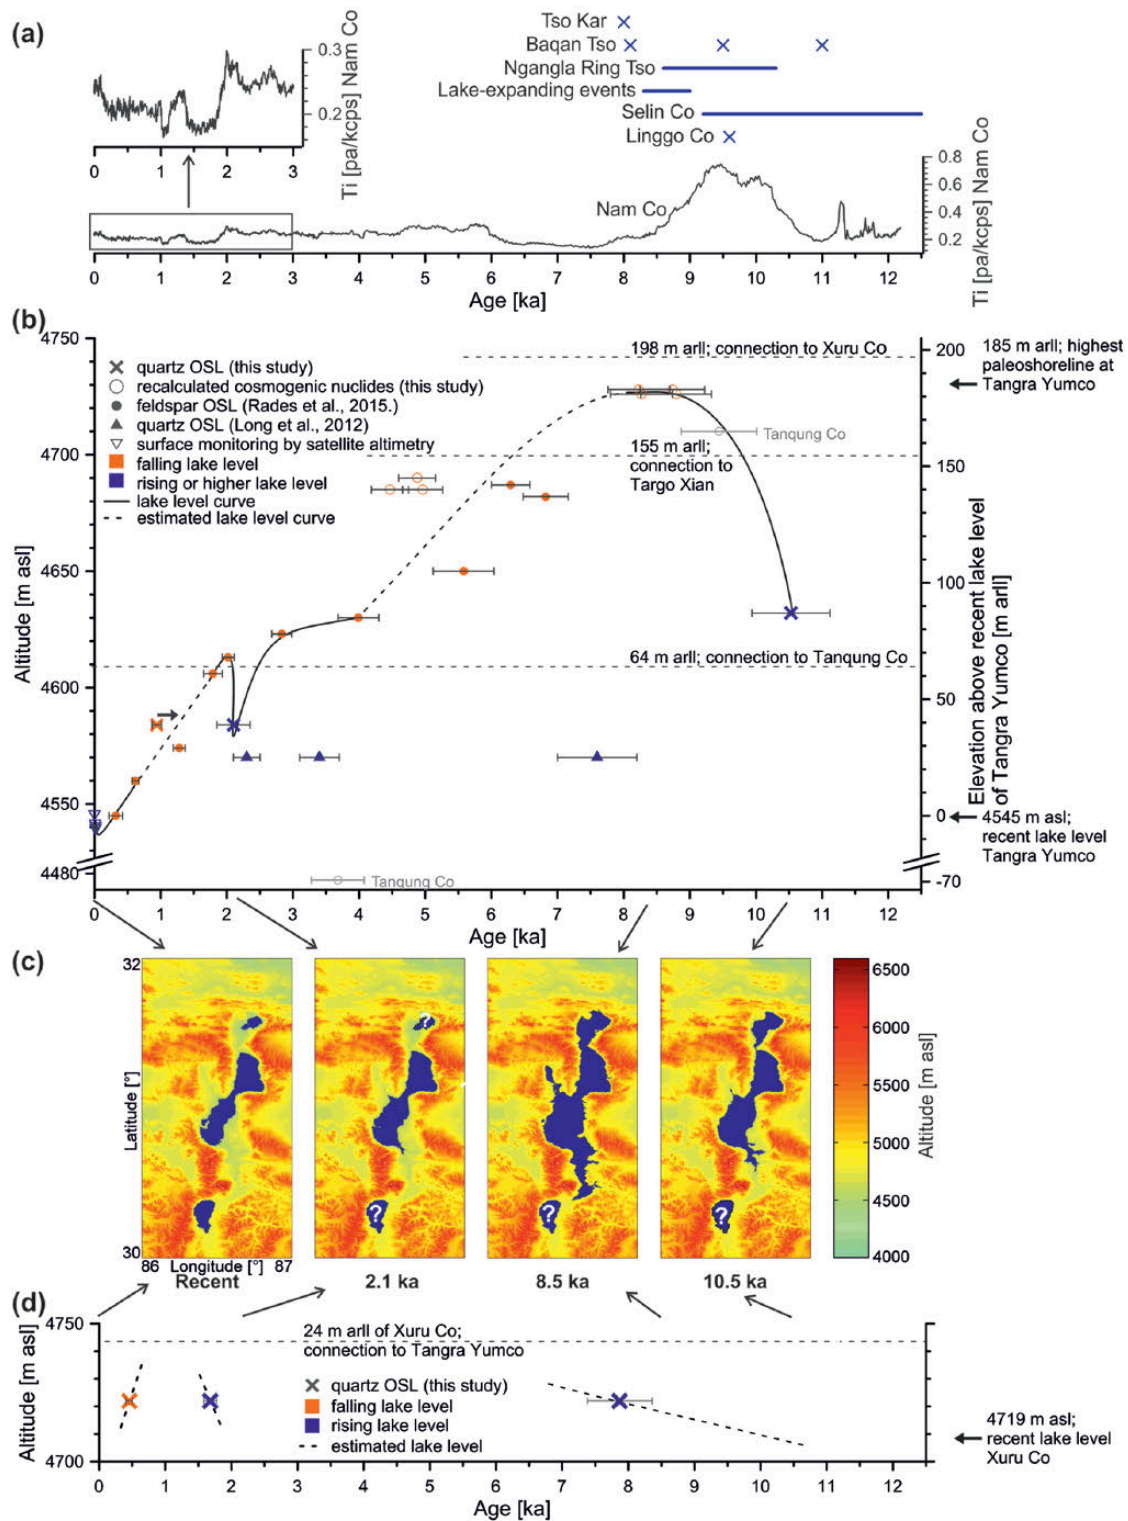 (a)
Tso Kar
Baqan Tso
Ngangla Ring Tso
Lake-expanding events
Selin Co
Linggo Co
0.3
0.2
Ti [pa/kcps] Nam Co
0 1 2 3
Nam Co
0.8
0.6
0.4
0.2
Ti [pa/kcps] Nam Co
0 1 2 3 4 5 6 7 8 9 10 11 12
Age [ka]
(b)
4750
4700
4650
4600
4550
4480
Altitude [m asl]
quartz OSL (this study)
recalculated cosmogenic nuclides (this study)
feldspar OSL (Rades et al., 2015.)
quartz OSL (Long et al., 2012)
surface monitoring by satellite altimetry
falling lake level
rising or higher lake level
lake level curve
estimated lake level curve
198 m arll; connection to Xuru Co
Tanqung Co
155 m arll;
connection to
Targo Xian
64 m arll; connection to Tanqung Co
Tanqung Co
200
150
100
50
0
-70
Elevation above recent lake level
of Tangra Yumco [m arll]
185 m arll; highest
paleoshoreline at
Tangra Yumco
4545 m asl;
recent lake level
Tangra Yumco
0 1 2 3 4 5 6 7 8 9 10 11 12
Age [ka]
(c)
32
Latitude [°]
30
86 Longitude [°] 87
?
?
?
?
Recent
2.1 ka
8.5 ka
10.5 ka
6500
6000
5500
5000
4500
4000
Altitude [m asl]
(d)
4750
4700
Altitude [m asl]
24 m arll of Xuru Co;
connection to Tangra Yumco
quartz OSL (this study)
falling lake level
rising lake level
estimated lake level
4719 m asl;
recent lake level
Xuru Co
0 1 2 3 4 5 6 7 8 9 10 11 12
Age [ka]